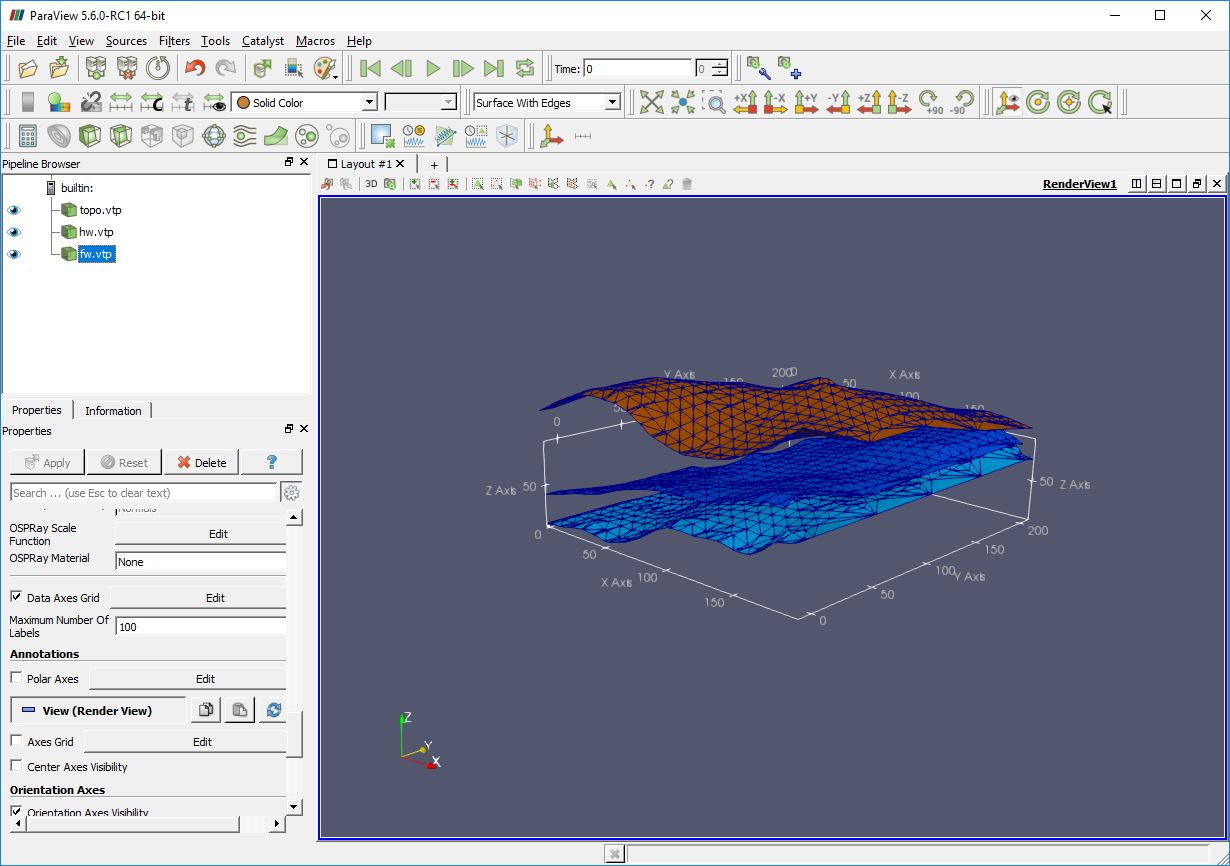 ParaView 5.6.0-RC1 64-bit
File Edit View Sources Filters Tools Catalyst Macros Help
Time: 0 0
Solid Color Surface With Edges +X -X +Y -Y +Z -Z +90 -90
Pipeline Browser
Layout #1 +
3D RenderView1
builtin:
topo.vtp
hw.vtp
fw.vtp
Properties Information
Properties
Apply Reset Delete ?
Search ... (use Esc to clear text)
Normals
OSPRay Scale
Function Edit
OSPRay Material None
Data Axes Grid Edit
Maximum Number Of
Labels 100
Annotations
Polar Axes Edit
View (Render View)
Axes Grid Edit
Center Axes Visibility
Orientation Axes
Orientation Axes Visibility
Y Axis 150 200 0 50 X Axis
100
150
0 50
Z Axis 50 50 Z Axis
0 200
50 150
X Axis 100 100 Y Axis
150 50
0
Z
Y
X